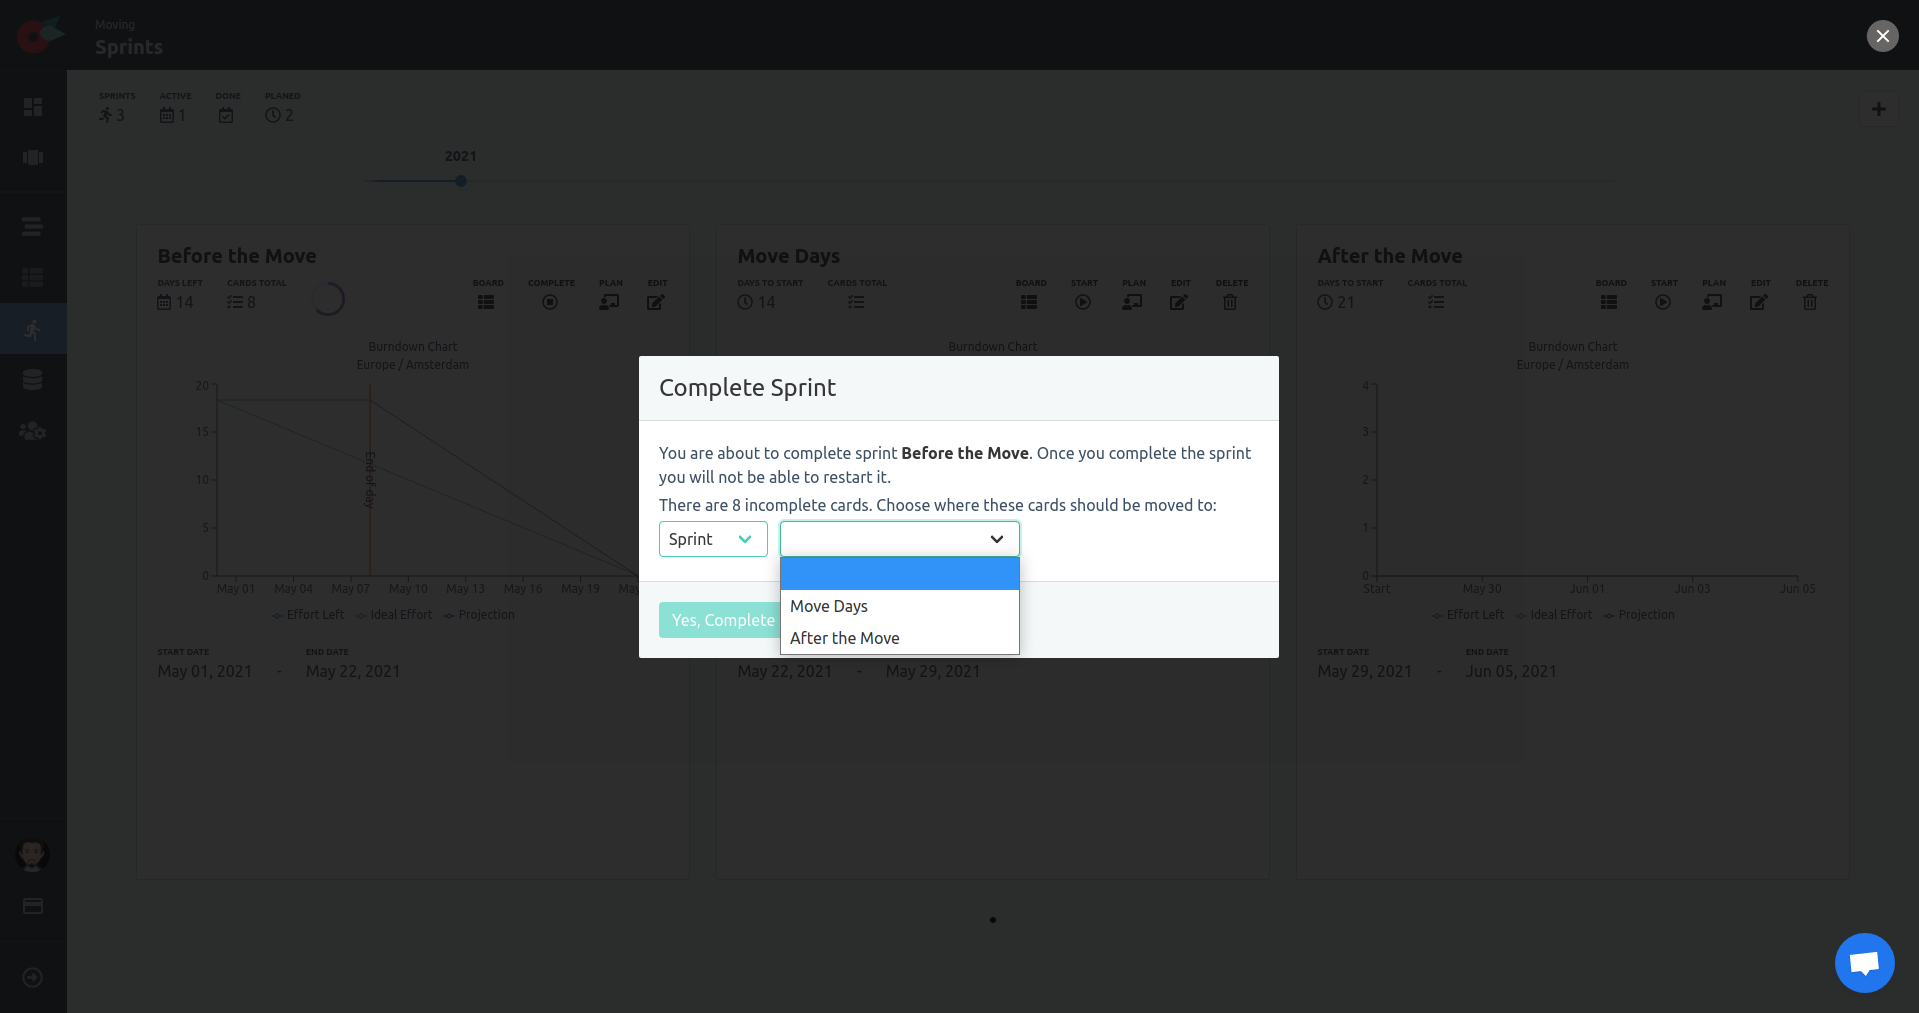 Moving
Sprints
SPRINTS ACTIVE DONE PLANED
3 1 2
2021
Before the Move
DAYS LEFT CARDS TOTAL BOARD COMPLETE PLAN EDIT
14 8
Burndown Chart
Europe / Amsterdam
20
15
10
5
0
End of day
May 01 May 04 May 07 May 10 May 13 May 16 May 19 May
Effort Left Ideal Effort Projection
START DATE END DATE
May 01, 2021 - May 22, 2021
Move Days
DAYS TO START CARDS TOTAL BOARD START PLAN EDIT DELETE
14
Burndown Chart
May 22, 2021 - May 29, 2021
After the Move
DAYS TO START CARDS TOTAL BOARD START PLAN EDIT DELETE
21
Burndown Chart
Europe / Amsterdam
4
3
2
1
0
Start May 30 Jun 01 Jun 03 Jun 05
Effort Left Ideal Effort Projection
START DATE END DATE
May 29, 2021 - Jun 05, 2021
Complete Sprint
You are about to complete sprint Before the Move. Once you complete the sprint
you will not be able to restart it.
There are 8 incomplete cards. Choose where these cards should be moved to:
Sprint
Move Days
After the Move
Yes, Complete